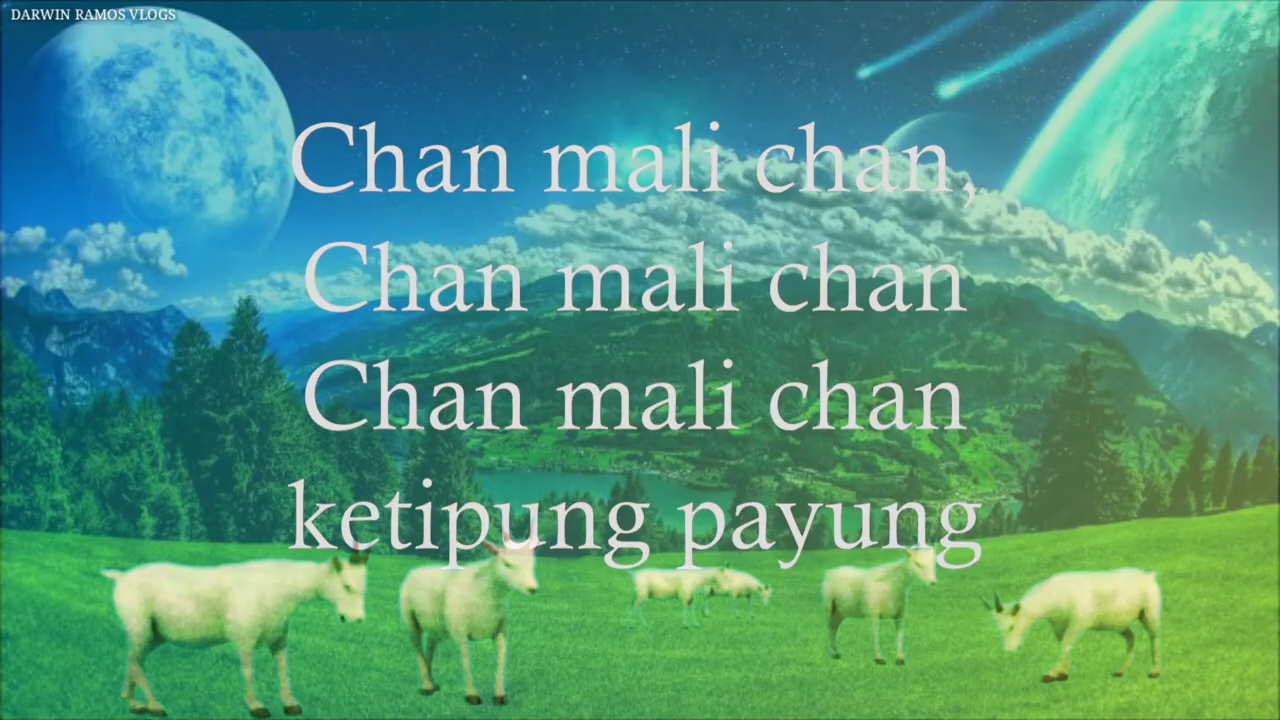 DARWIN RAMOS VLOGS
Chan mali chan,
Chan mali chan
Chan mali chan
ketipung payung